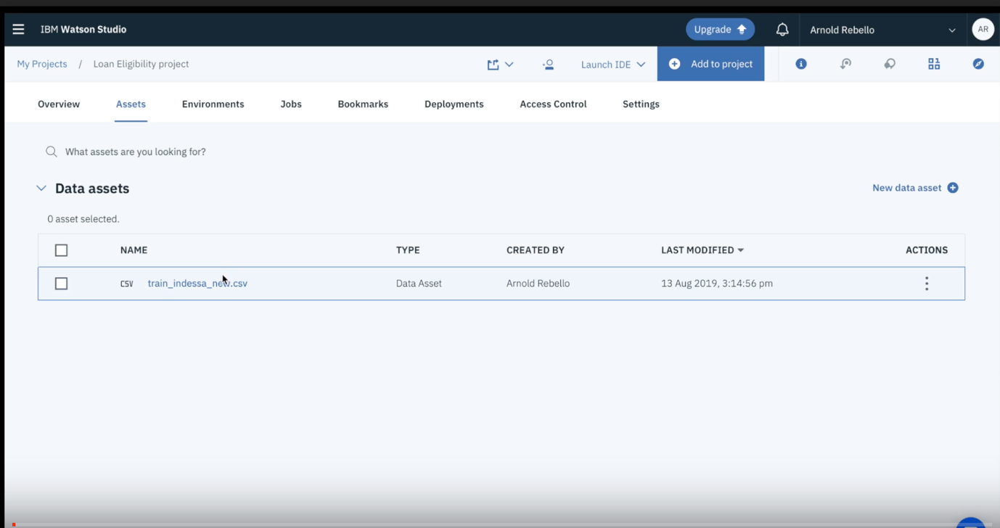 IBM Watson Studio Upgrade Arnold Rebello AR
My Projects / Loan Eligibility project Launch IDE Add to project
Overview Assets Environments Jobs Bookmarks Deployments Access Control Settings
What assets are you looking for?
Data assets New data asset
0 asset selected.
NAME TYPE CREATED BY LAST MODIFIED ACTIONS
CSV train_indessa_new.csv Data Asset Arnold Rebello 13 Aug 2019, 3:14:56 pm